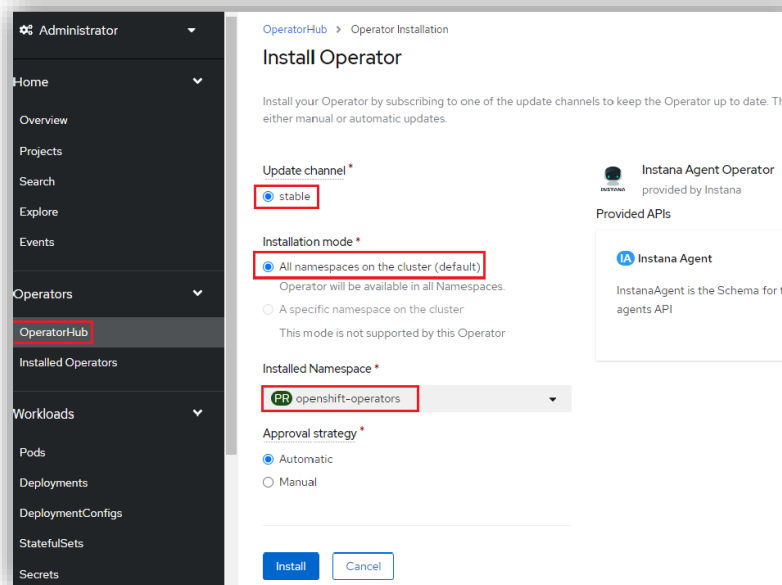 Administrator
Home
Overview
Projects
Search
Explore
Events
Operators
OperatorHub
Installed Operators
Workloads
Pods
Deployments
DeploymentConfigs
StatefulSets
Secrets
OperatorHub > Operator Installation
Install Operator
Install your Operator by subscribing to one of the update channels to keep the Operator up to date. Th
either manual or automatic updates.
Update channel *
stable
Installation mode *
All namespaces on the cluster (default)
Operator will be available in all Namespaces.
A specific namespace on the cluster
This mode is not supported by this Operator
Installed Namespace *
PR openshift-operators
Approval strategy *
Automatic
Manual
Install Cancel
INSTANA
Instana Agent Operator
provided by Instana
Provided APIs
IA Instana Agent
InstanaAgent is the Schema for t
agents API